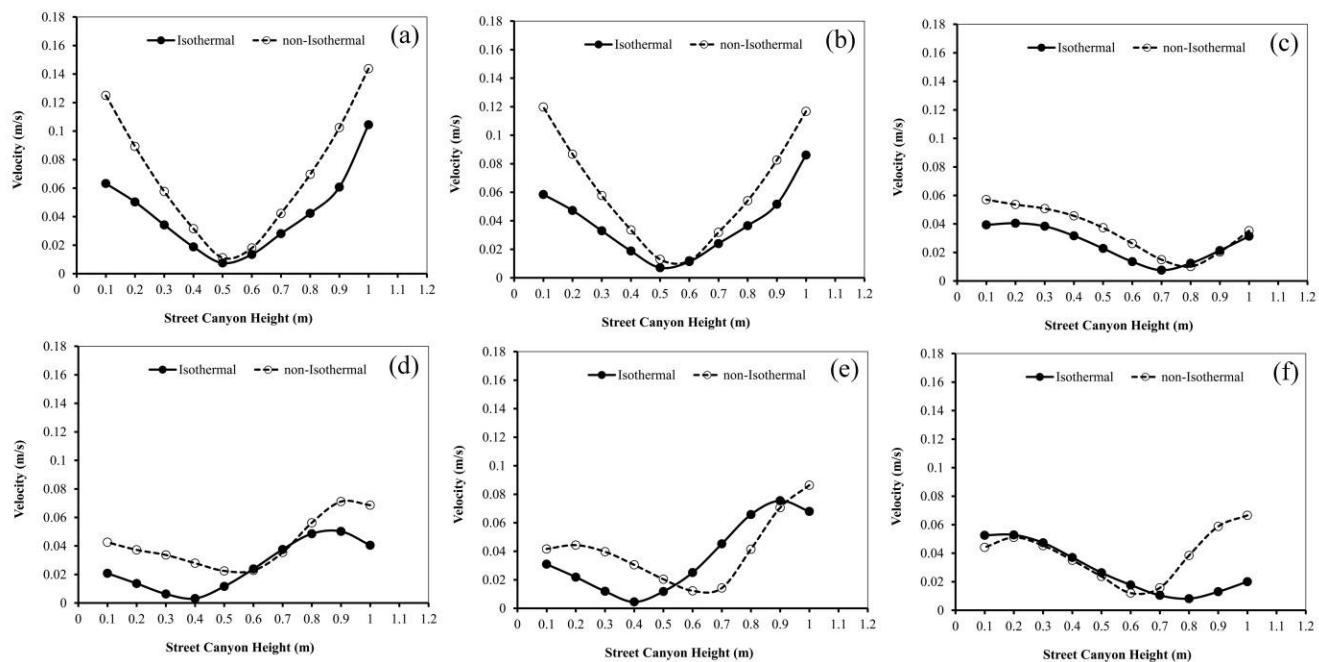 (a)
Isothermal non-Isothermal
0.18
0.16
0.14
0.12
0.1
0.08
0.06
0.04
0.02
0
Velocity (m/s)
0 0.1 0.2 0.3 0.4 0.5 0.6 0.7 0.8 0.9 1 1.1 1.2
Street Canyon Height (m)
(b)
Isothermal non-Isothermal
0.18
0.16
0.14
0.12
0.1
0.08
0.06
0.04
0.02
0
Velocity (m/s)
0 0.1 0.2 0.3 0.4 0.5 0.6 0.7 0.8 0.9 1 1.1 1.2
Street Canyon Height (m)
(c)
Isothermal non-Isothermal
0.18
0.16
0.14
0.12
0.1
0.08
0.06
0.04
0.02
0
Velocity (m/s)
0 0.1 0.2 0.3 0.4 0.5 0.6 0.7 0.8 0.9 1 1.1 1.2
Street Canyon Height (m)
(d)
Isothermal non-Isothermal
0.18
0.16
0.14
0.12
0.1
0.08
0.06
0.04
0.02
0
Velocity (m/s)
0 0.1 0.2 0.3 0.4 0.5 0.6 0.7 0.8 0.9 1 1.1 1.2
Street Canyon Height (m)
(e)
Isothermal non-Isothermal
0.18
0.16
0.14
0.12
0.1
0.08
0.06
0.04
0.02
0
Velocity (m/s)
0 0.1 0.2 0.3 0.4 0.5 0.6 0.7 0.8 0.9 1 1.1 1.2
Street Canyon Height (m)
(f)
Isothermal non-Isothermal
0.18
0.16
0.14
0.12
0.1
0.08
0.06
0.04
0.02
0
Velocity (m/s)
0 0.1 0.2 0.3 0.4 0.5 0.6 0.7 0.8 0.9 1 1.1 1.2
Street Canyon Height (m)